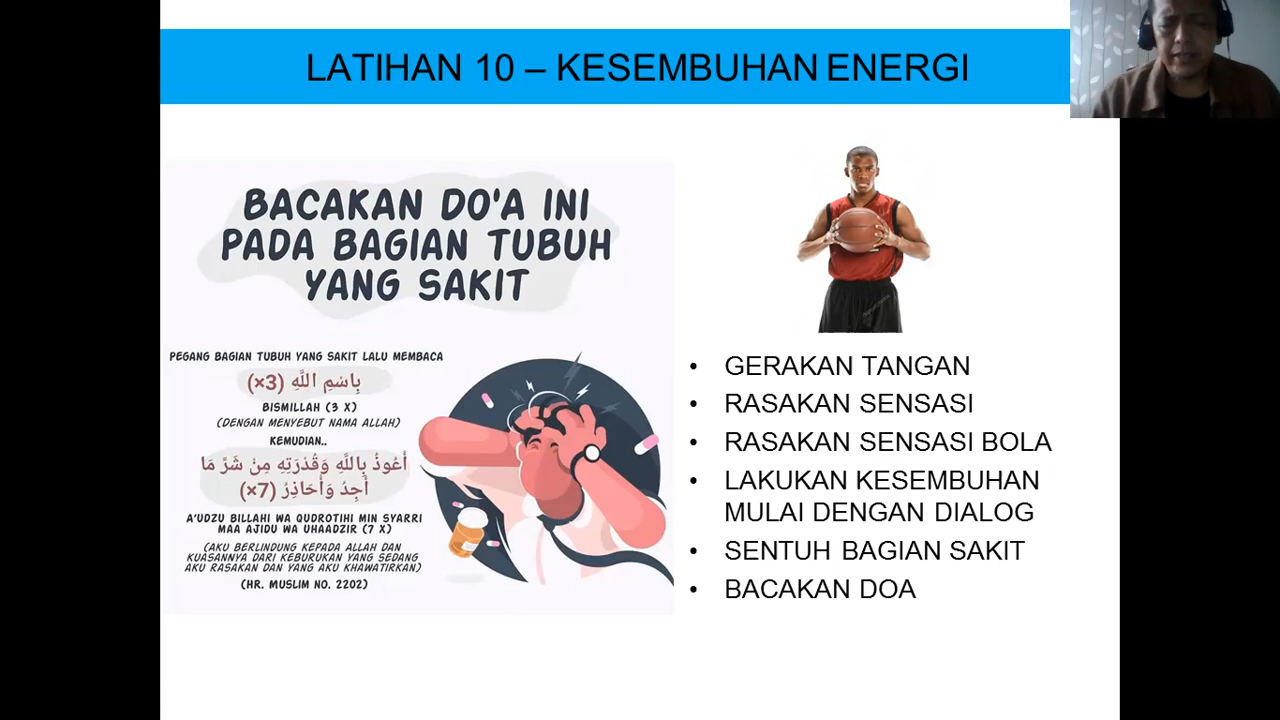 LATIHAN 10 – KESEMBUHAN ENERGI
BACAKAN DO'A INI
PADA BAGIAN TUBUH
YANG SAKIT
PEGANG BAGIAN TUBUH YANG SAKIT LALU MEMBACA
بِاسْمِ اللَّهِ (3×)
BISMILLAH (3 X)
(DENGAN MENYEBUT NAMA ALLAH)
KEMUDIAN..
أَعُوذُ بِاللَّهِ وَقُدْرَتِهِ مِنْ شَرِّ مَا
أَجِدُ وَأُحَاذِرُ (7×)
A'UDZU BILLAHI WA QUDROTIHI MIN SYARRI
MAA AJIDU WA UHAADZIR (7 X)
(AKU BERLINDUNG KEPADA ALLAH DAN
KUASANNYA DARI KEBURUKAN YANG SEDANG
AKU RASAKAN DAN YANG AKU KHAWATIRKAN)
(HR. MUSLIM NO. 2202)
• GERAKAN TANGAN
• RASAKAN SENSASI
• RASAKAN SENSASI BOLA
• LAKUKAN KESEMBUHAN
MULAI DENGAN DIALOG
• SENTUH BAGIAN SAKIT
• BACAKAN DOA